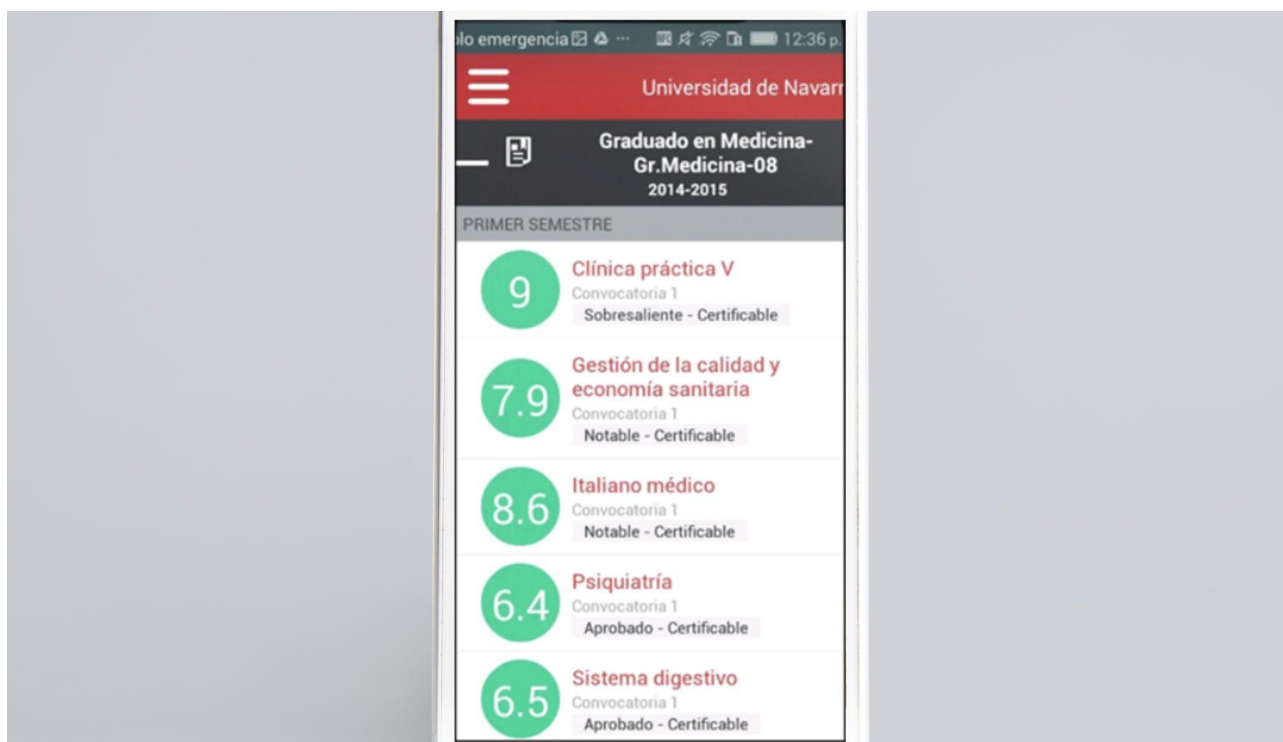 emergencia 12:36 p.
Universidad de Navarr
Graduado en Medicina-
Gr.Medicina-08
2014-2015
PRIMER SEMESTRE
9
Clínica práctica V
Convocatoria 1
Sobresaliente - Certificable
7.9
Gestión de la calidad y
economía sanitaria
Convocatoria 1
Notable - Certificable
8.6
Italiano médico
Convocatoria 1
Notable - Certificable
6.4
Psiquiatría
Convocatoria 1
Aprobado - Certificable
6.5
Sistema digestivo
Convocatoria 1
Aprobado - Certificable